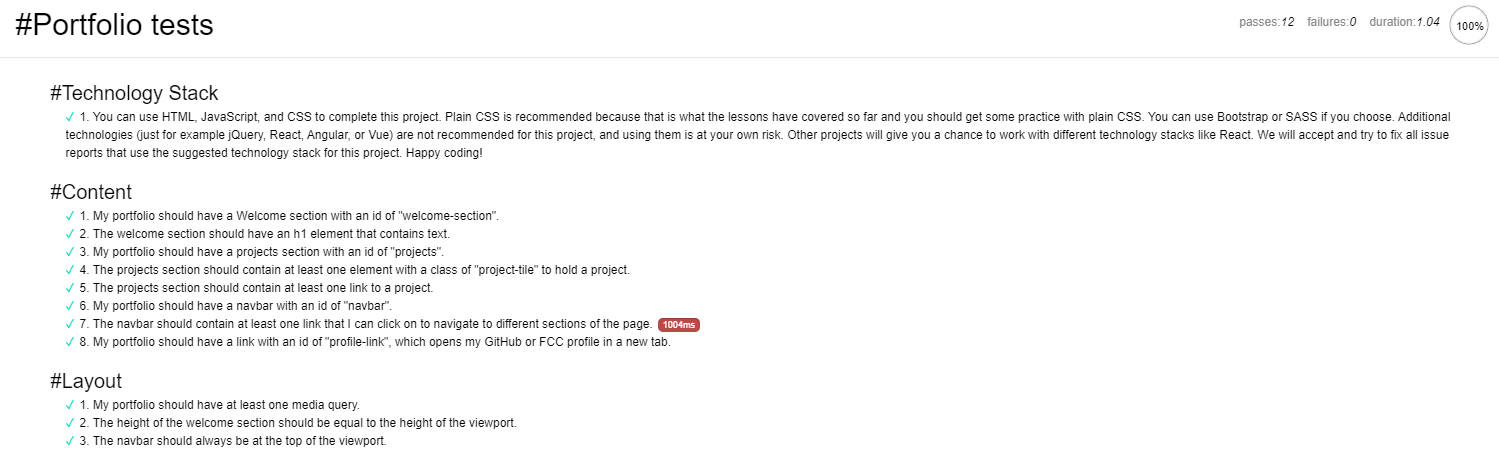 #Portfolio tests
passes:12 failures:0 duration:1.04 100%
#Technology Stack
✓ 1. You can use HTML, JavaScript, and CSS to complete this project. Plain CSS is recommended because that is what the lessons have covered so far and you should get some practice with plain CSS. You can use Bootstrap or SASS if you choose. Additional
technologies (just for example jQuery, React, Angular, or Vue) are not recommended for this project, and using them is at your own risk. Other projects will give you a chance to work with different technology stacks like React. We will accept and try to fix all issue
reports that use the suggested technology stack for this project. Happy coding!
#Content
✓ 1. My portfolio should have a Welcome section with an id of "welcome-section".
✓ 2. The welcome section should have an h1 element that contains text.
✓ 3. My portfolio should have a projects section with an id of "projects".
✓ 4. The projects section should contain at least one element with a class of "project-tile" to hold a project.
✓ 5. The projects section should contain at least one link to a project.
✓ 6. My portfolio should have a navbar with an id of "navbar".
✓ 7. The navbar should contain at least one link that I can click on to navigate to different sections of the page. 1004ms
✓ 8. My portfolio should have a link with an id of "profile-link", which opens my GitHub or FCC profile in a new tab.
#Layout
✓ 1. My portfolio should have at least one media query.
✓ 2. The height of the welcome section should be equal to the height of the viewport.
✓ 3. The navbar should always be at the top of the viewport.